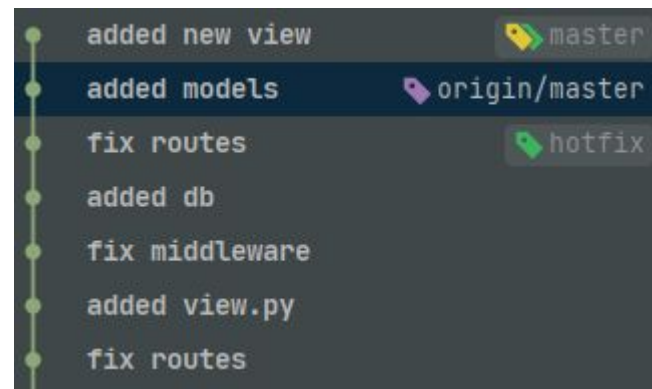 added new view master
added models origin/master
fix routes hotfix
added db
fix middleware
added view.py
fix routes